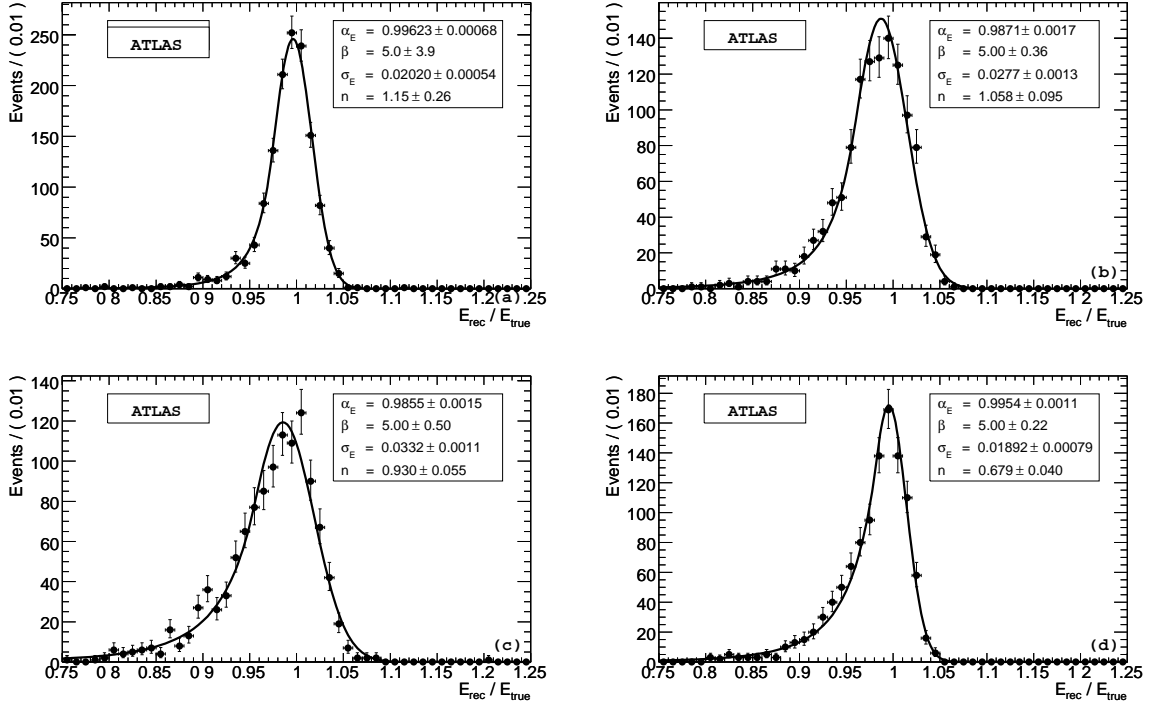 Events / ( 0.01 )
250
200
150
100
50
0
ATLAS
α_E = 0.99623 ± 0.00068
β = 5.0 ± 3.9
σ_E = 0.02020 ± 0.00054
n = 1.15 ± 0.26
(a)
0.75 0.8 0.85 0.9 0.95 1 1.05 1.1 1.15 1.2 1.25
E_rec / E_true
Events / ( 0.01 )
140
120
100
80
60
40
20
0
ATLAS
α_E = 0.9871 ± 0.0017
β = 5.00 ± 0.36
σ_E = 0.0277 ± 0.0013
n = 1.058 ± 0.095
(b)
0.75 0.8 0.85 0.9 0.95 1 1.05 1.1 1.15 1.2 1.25
E_rec / E_true
Events / ( 0.01 )
140
120
100
80
60
40
20
0
ATLAS
α_E = 0.9855 ± 0.0015
β = 5.00 ± 0.50
σ_E = 0.0332 ± 0.0011
n = 0.930 ± 0.055
(c)
0.75 0.8 0.85 0.9 0.95 1 1.05 1.1 1.15 1.2 1.25
E_rec / E_true
Events / ( 0.01 )
180
160
140
120
100
80
60
40
20
0
ATLAS
α_E = 0.9954 ± 0.0011
β = 5.00 ± 0.22
σ_E = 0.01892 ± 0.00079
n = 0.679 ± 0.040
(d)
0.75 0.8 0.85 0.9 0.95 1 1.05 1.1 1.15 1.2 1.25
E_rec / E_true